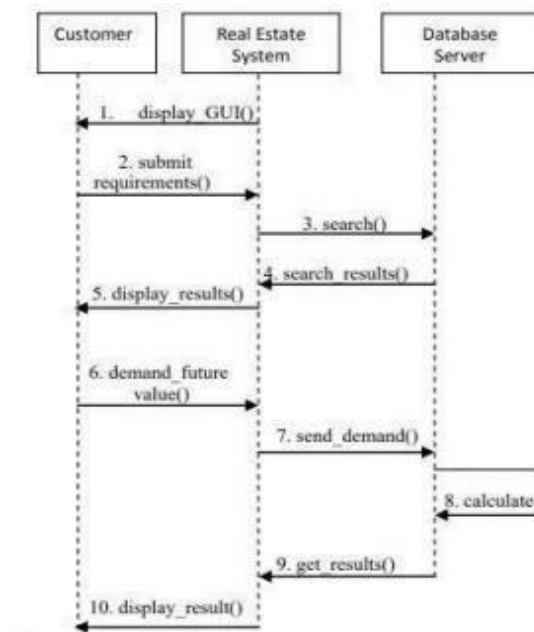 Customer
Real Estate
System
Database
Server
1. display_GUI()
2. submit
requirements()
3. search()
4. search_results()
5. display_results()
6. demand_future
value()
7. send_demand()
8. calculate
9. get_results()
10. display_result()